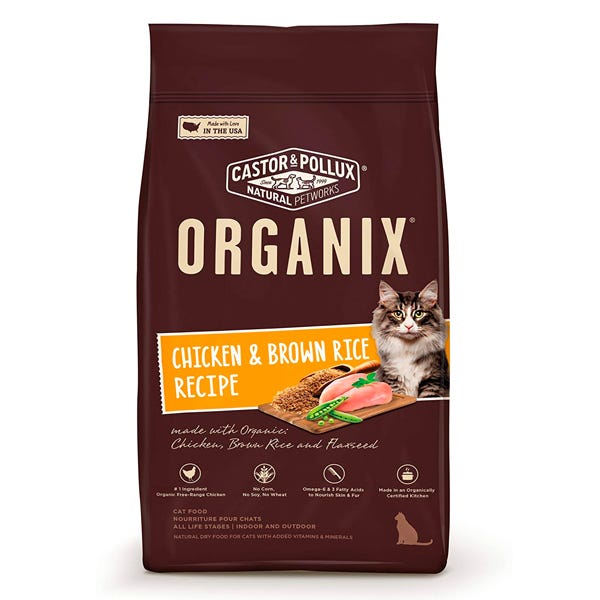 Made with Love
IN THE USA
CASTOR & POLLUX®
Since 1999
NATURAL PETWORKS
ORGANIX®
CHICKEN & BROWN RICE
RECIPE
made with Organic:
Chicken, Brown Rice and Flaxseed
# 1 Ingredient
Organic Free-Range Chicken
No Corn,
No Soy, No Wheat
Omega-6 & 3 Fatty Acids
to Nourish Skin & Fur
Made in an Organically
Certified Kitchen
CAT FOOD
NOURRITURE POUR CHATS
ALL LIFE STAGES | INDOOR AND OUTDOOR
NATURAL DRY FOOD FOR CATS WITH ADDED VITAMINS & MINERALS